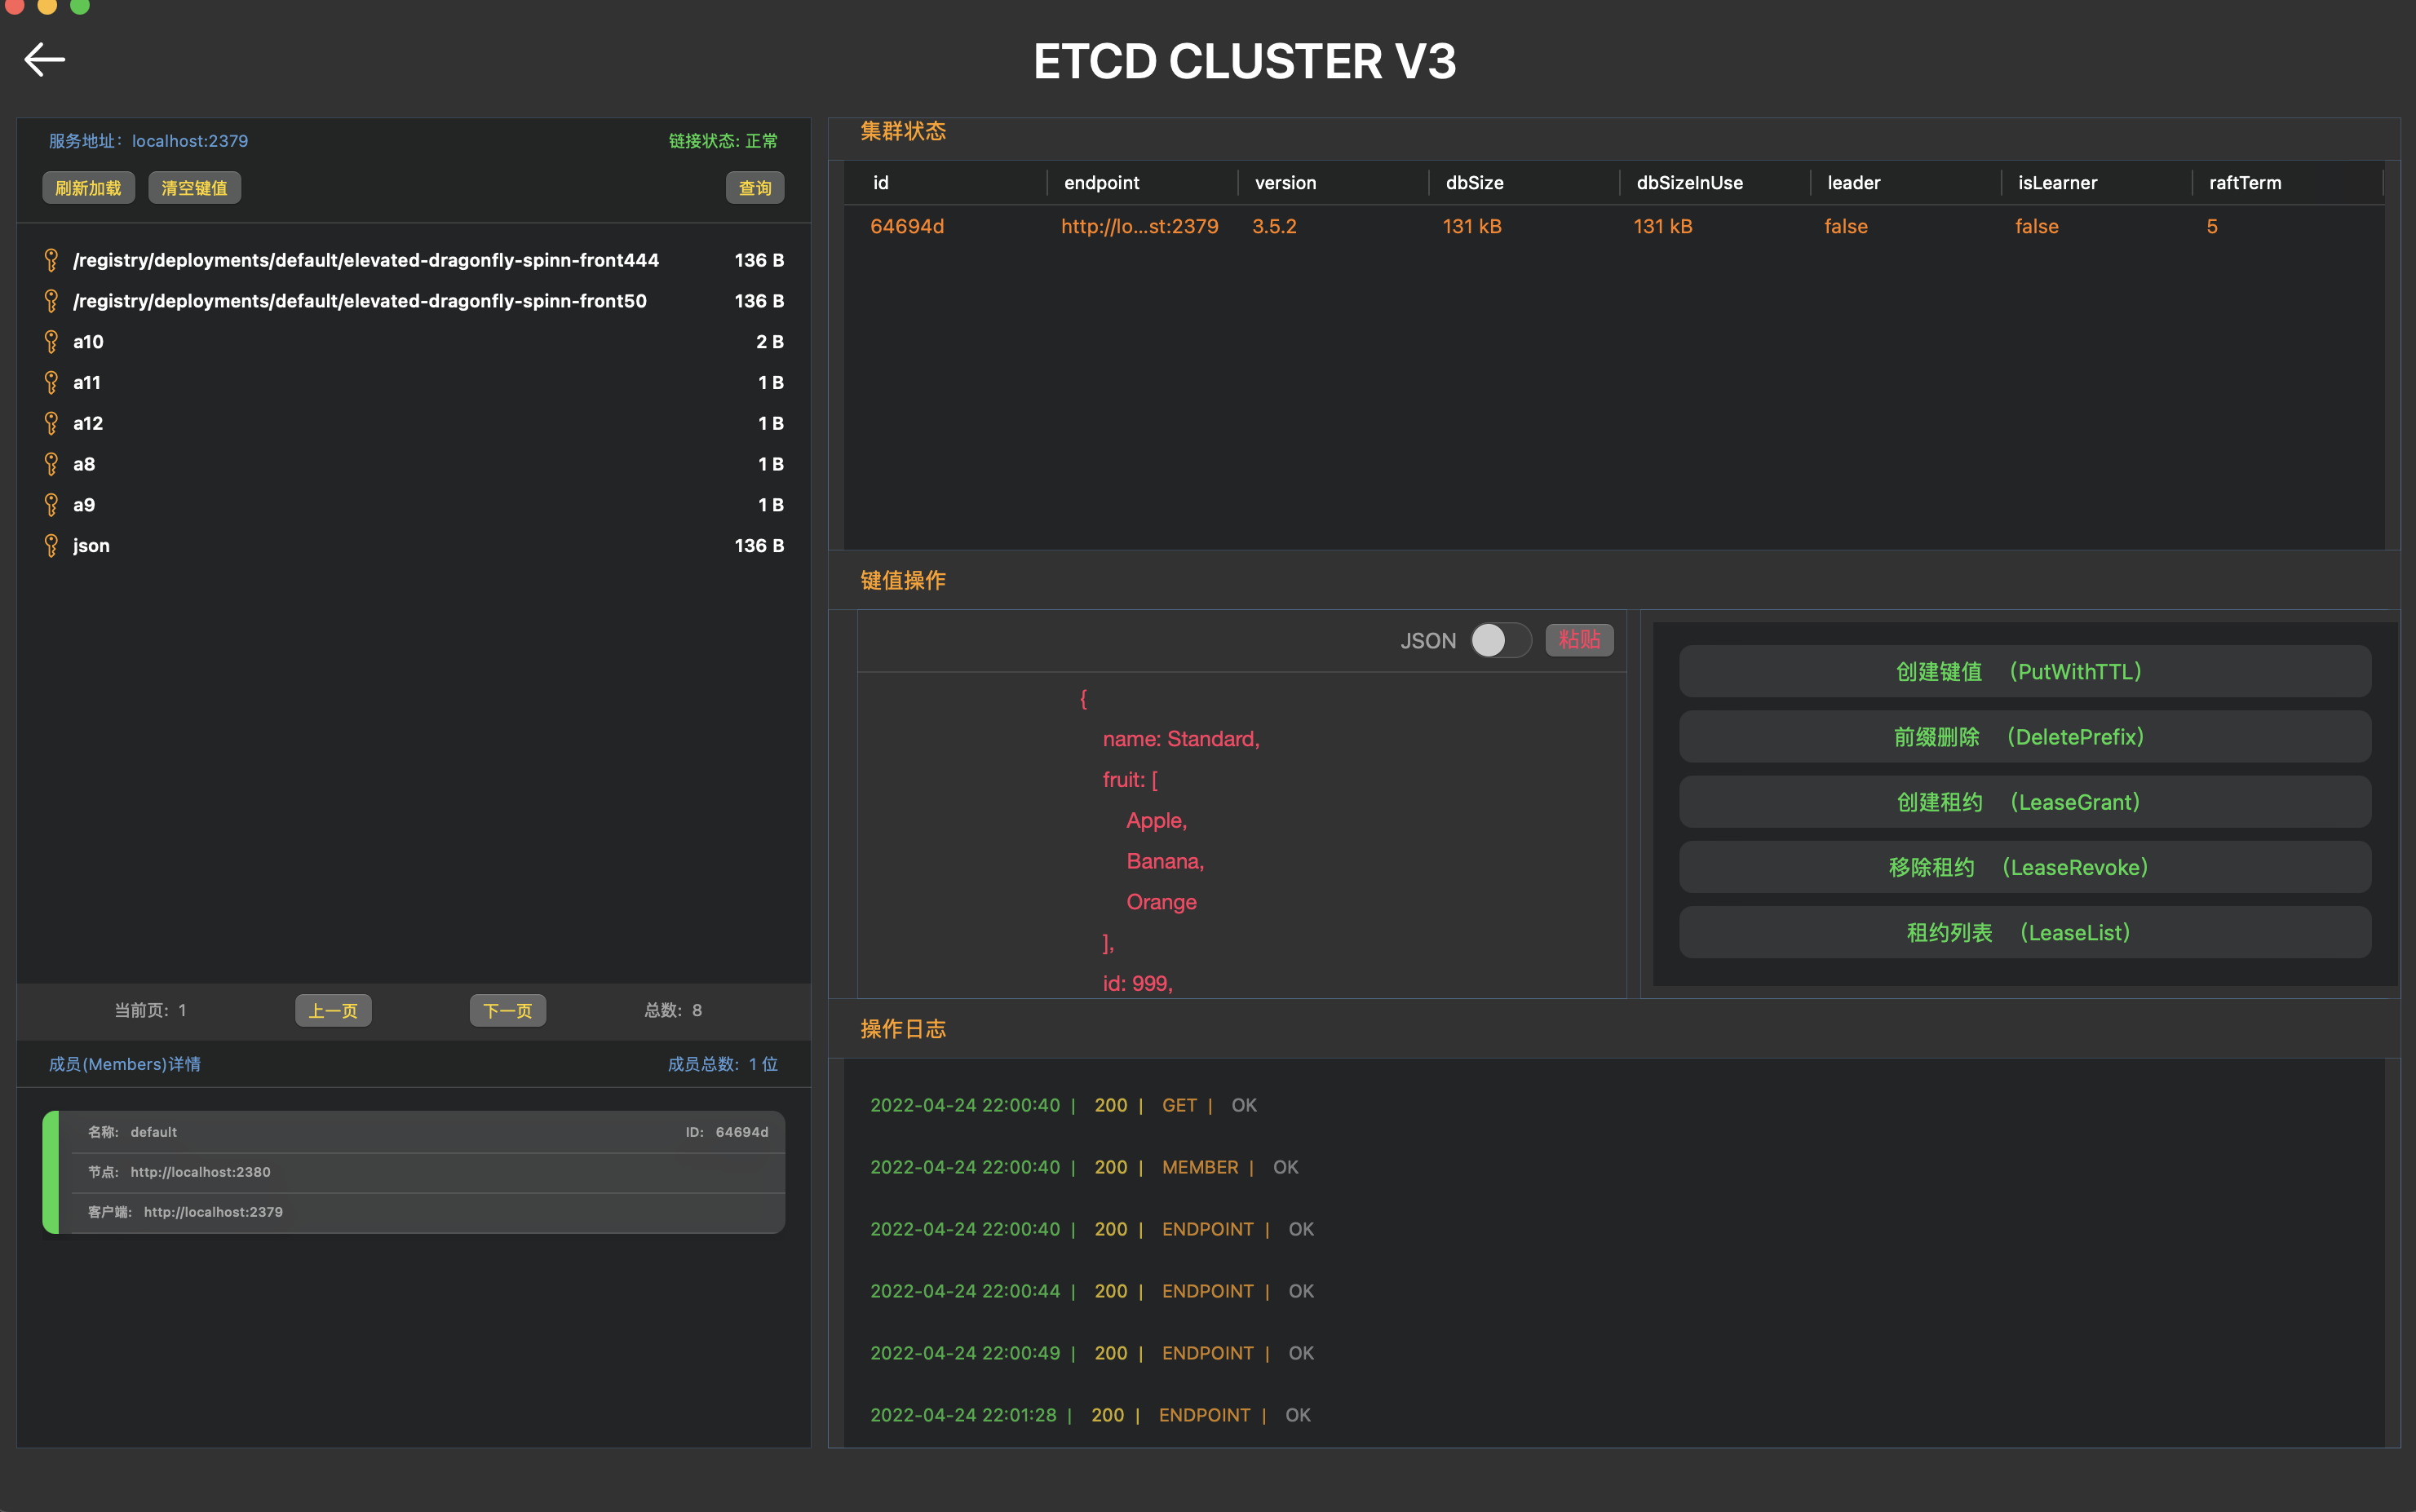 ETCD CLUSTER V3
服务地址：localhost:2379
链接状态: 正常
刷新加载
清空键值
查询
/registry/deployments/default/elevated-dragonfly-spinn-front444 136 B
/registry/deployments/default/elevated-dragonfly-spinn-front50 136 B
a10 2 B
a11 1 B
a12 1 B
a8 1 B
a9 1 B
json 136 B
当前页: 1
上一页
下一页
总数: 8
成员(Members)详情
成员总数: 1 位
名称: default
ID: 64694d
节点: http://localhost:2380
客户端: http://localhost:2379
集群状态
id endpoint version dbSize dbSizeInUse leader isLearner raftTerm
64694d http://lo...st:2379 3.5.2 131 kB 131 kB false false 5
键值操作
JSON
粘贴
{
name: Standard,
fruit: [
Apple,
Banana,
Orange
],
id: 999,
创建键值 （PutWithTTL）
前缀删除 （DeletePrefix）
创建租约 （LeaseGrant）
移除租约 （LeaseRevoke）
租约列表 （LeaseList）
操作日志
2022-04-24 22:00:40 | 200 | GET | OK
2022-04-24 22:00:40 | 200 | MEMBER | OK
2022-04-24 22:00:40 | 200 | ENDPOINT | OK
2022-04-24 22:00:44 | 200 | ENDPOINT | OK
2022-04-24 22:00:49 | 200 | ENDPOINT | OK
2022-04-24 22:01:28 | 200 | ENDPOINT | OK